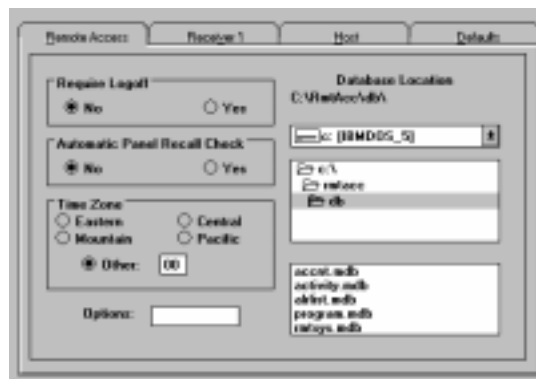 Remote Access Receiver 1 Host Defaults
Require Logoff
No Yes
Automatic Panel Recall Check
No Yes
Time Zone
Eastern Central
Mountain Pacific
Other: 00
Options:
Database Location
C:\RmtAcc\db\
c: [IBMDOS_5]
c:\
rmtacc
db
accnt.mdb
activity.mdb
program.mdb
rmtsys.mdb